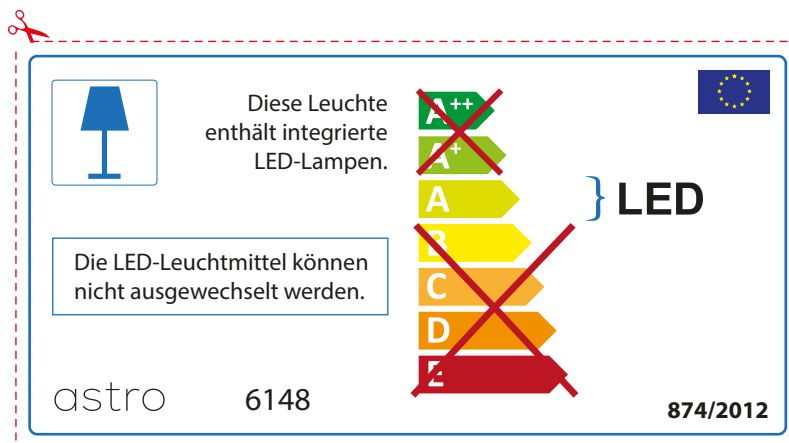 Diese Leuchte
enthält integrierte
LED-Lampen.
Die LED-Leuchtmittel können
nicht ausgewechselt werden.
A++
A+
A
B
C
D
E
LED
astro 6148
874/2012